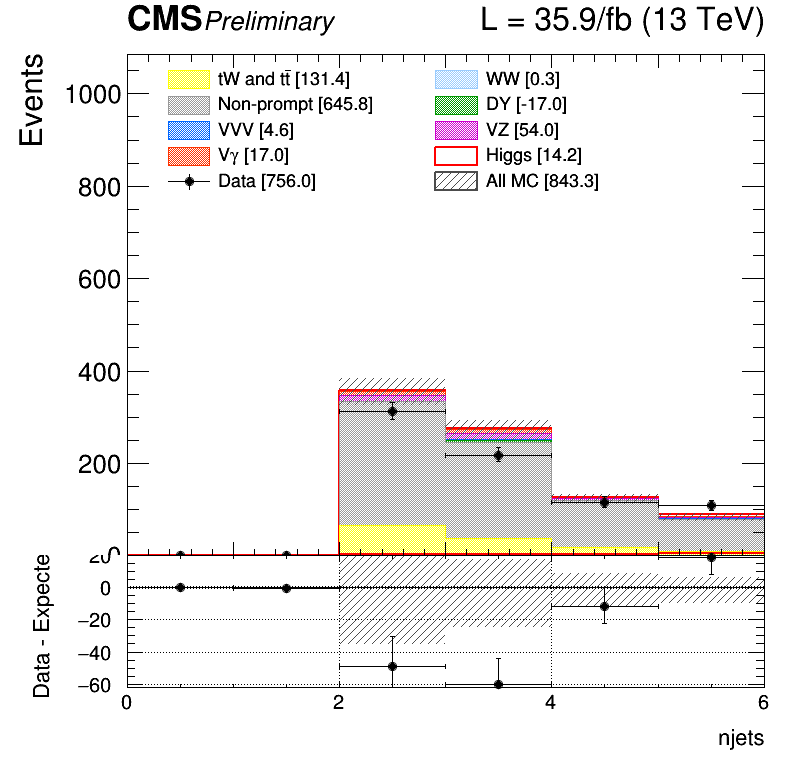 CMS Preliminary L = 35.9/fb (13 TeV)
Events
tW and tt̄ [131.4] WW [0.3]
Non-prompt [645.8] DY [-17.0]
VVV [4.6] VZ [54.0]
Vγ [17.0] Higgs [14.2]
Data [756.0] All MC [843.3]
1000
800
600
400
200
Data - Expecte
20
0
−20
−40
−60
0 2 4 6
njets